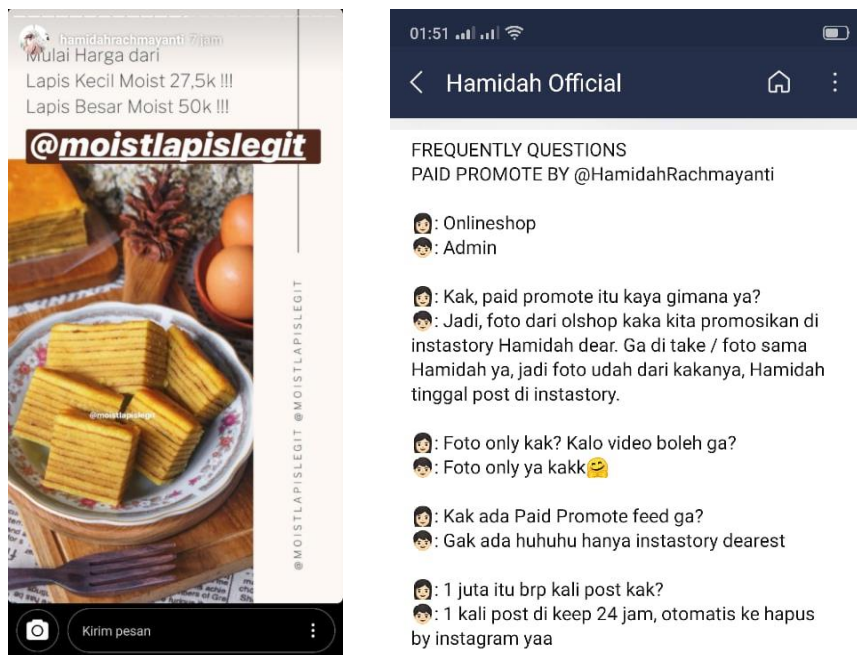 hamidahrachmayanti 7jam
Mulai Harga dari
Lapis Kecil Moist 27,5k !!!
Lapis Besar Moist 50k !!!
@moistlapislegit
@moistlapislegit
@MOISTLAPISLEGIT @MOISTLAPISLEGIT
Kirim pesan
01:51
Hamidah Official
FREQUENTLY QUESTIONS
PAID PROMOTE BY @HamidahRachmayanti
👩🏻: Onlineshop
👦🏻: Admin
👩🏻: Kak, paid promote itu kaya gimana ya?
👦🏻: Jadi, foto dari olshop kaka kita promosikan di
instastory Hamidah dear. Ga di take / foto sama
Hamidah ya, jadi foto udah dari kakanya, Hamidah
tinggal post di instastory.
👩🏻: Foto only kak? Kalo video boleh ga?
👦🏻: Foto only ya kakk🤗
👩🏻: Kak ada Paid Promote feed ga?
👦🏻: Gak ada huhuhu hanya instastory dearest
👩🏻: 1 juta itu brp kali post kak?
👦🏻: 1 kali post di keep 24 jam, otomatis ke hapus
by instagram yaa